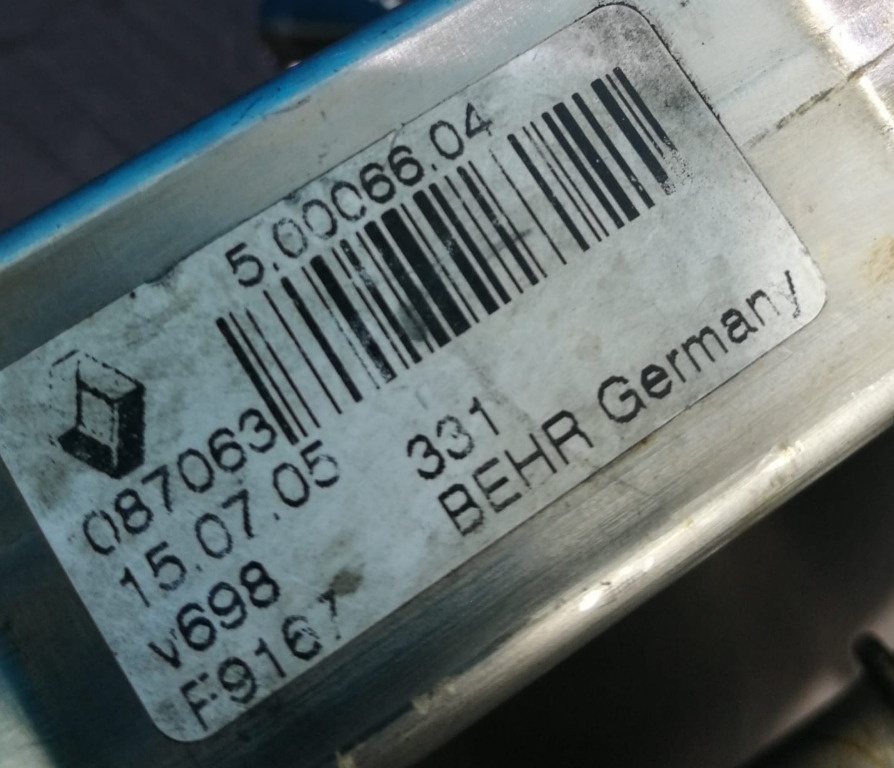 5.00066.04
087063
15.07.05 331
v698 BEHR Germany
F9167